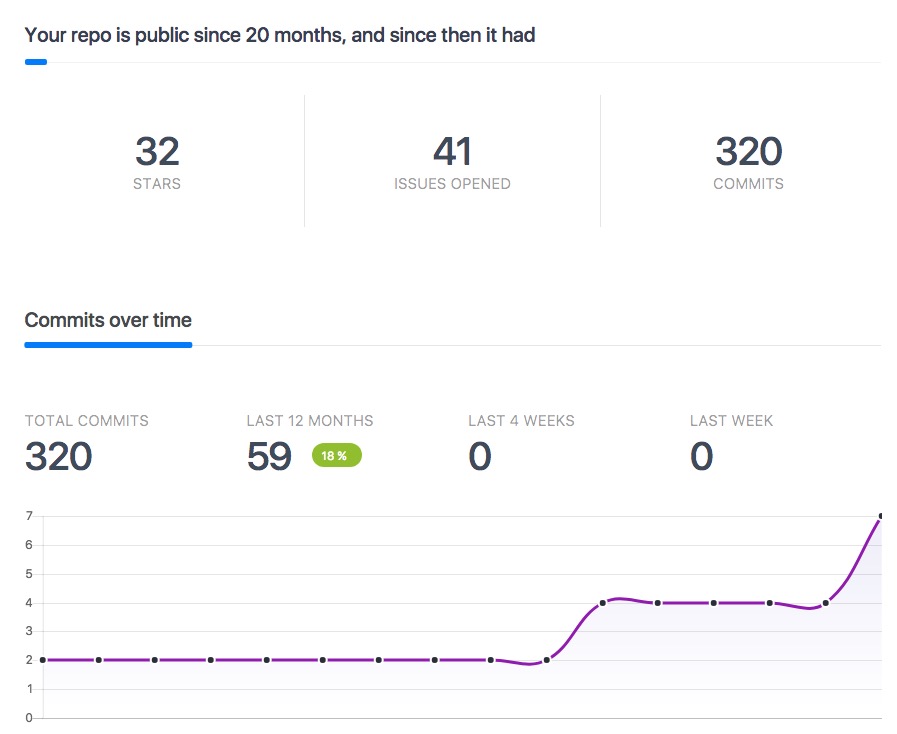 Your repo is public since 20 months, and since then it had
32
STARS
41
ISSUES OPENED
320
COMMITS
Commits over time
TOTAL COMMITS
320
LAST 12 MONTHS
59 18 %
LAST 4 WEEKS
0
LAST WEEK
0
7
6
5
4
3
2
1
0